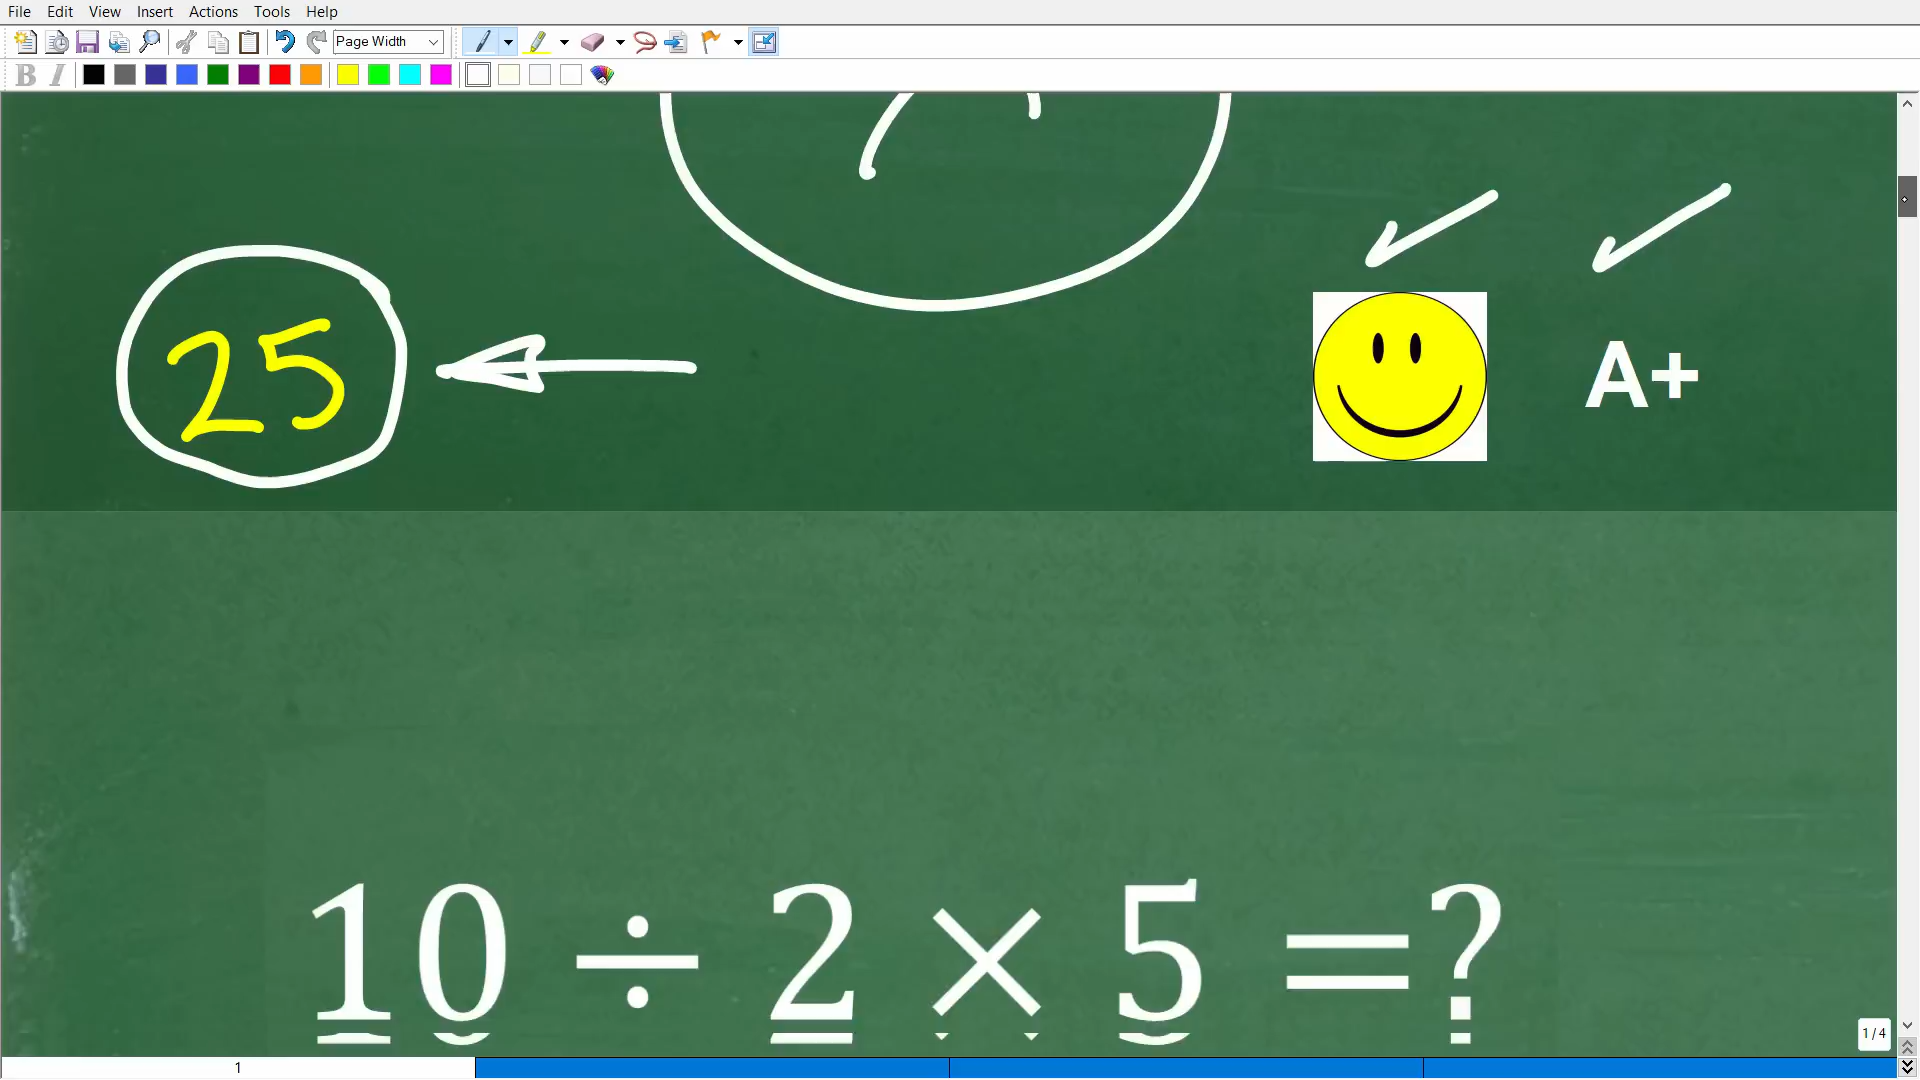 File Edit View Insert Actions Tools Help
Page Width
B I
25
A+
10 ÷ 2 × 5 =?
1 / 4
1